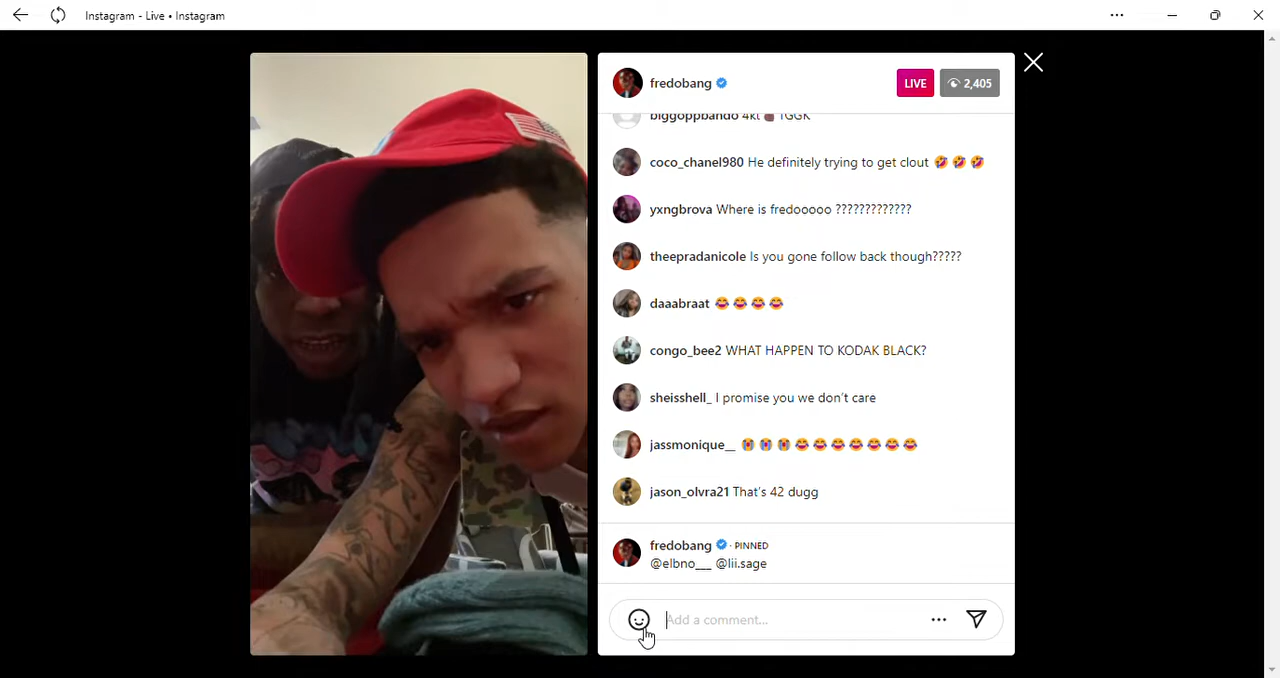 Instagram - Live • Instagram
fredobang
LIVE
2,405
biggoppbando 4kt 🤚🏿 TGGK
coco_chanel980 He definitely trying to get clout 🤣 🤣 🤣
yxngbrova Where is fredooooo ?????????????
theepradanicole Is you gone follow back though?????
daaabraat 😂 😂 😂 😂
congo_bee2 WHAT HAPPEN TO KODAK BLACK?
sheisshell_ I promise you we don't care
jassmonique__ 😭 😭 😭 😂 😂 😂 😂 😂 😂 😂
jason_olvra21 That's 42 dugg
fredobang · PINNED
@elbno___ @lii.sage
Add a comment...